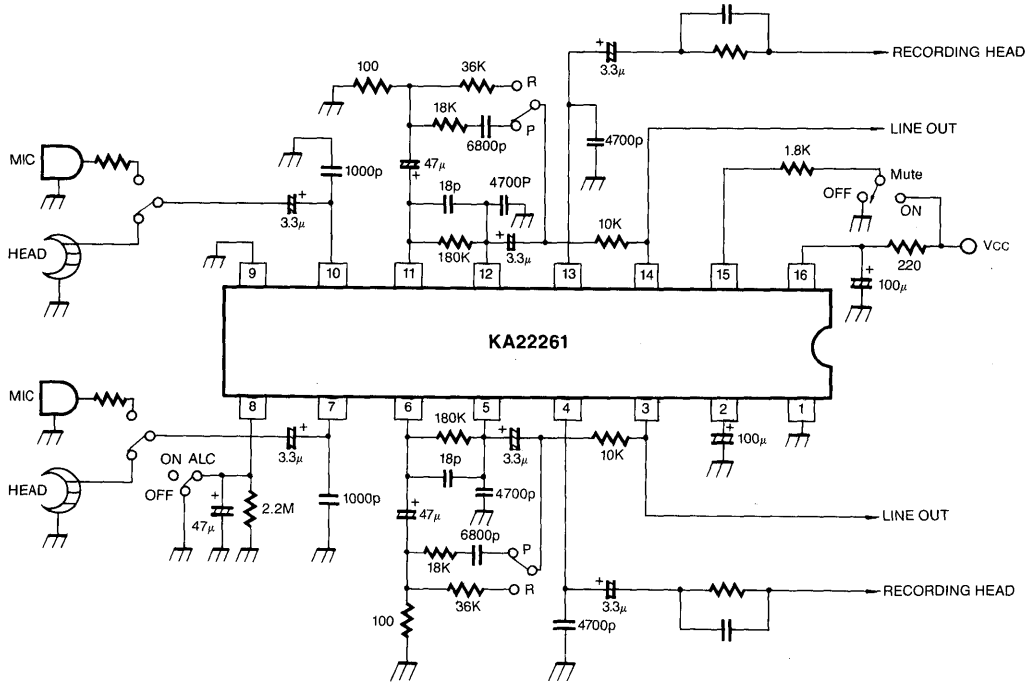 100
36K
R
3.3μ
RECORDING HEAD
18K
P
6800p
4700p
LINE OUT
MIC
1000p
47μ
1.8K
Mute
18p
4700P
OFF
ON
3.3μ
10K
HEAD
180K
3.3μ
Vcc
220
100μ
9
10
11
12
13
14
15
16
KA22261
8
7
6
5
4
3
2
1
MIC
180K
100μ
3.3μ
3.3μ
10K
ON ALC
18p
HEAD
OFF
1000p
4700p
47μ
2.2M
47μ
6800p
LINE OUT
P
18K
R
3.3μ
RECORDING HEAD
36K
100
4700p